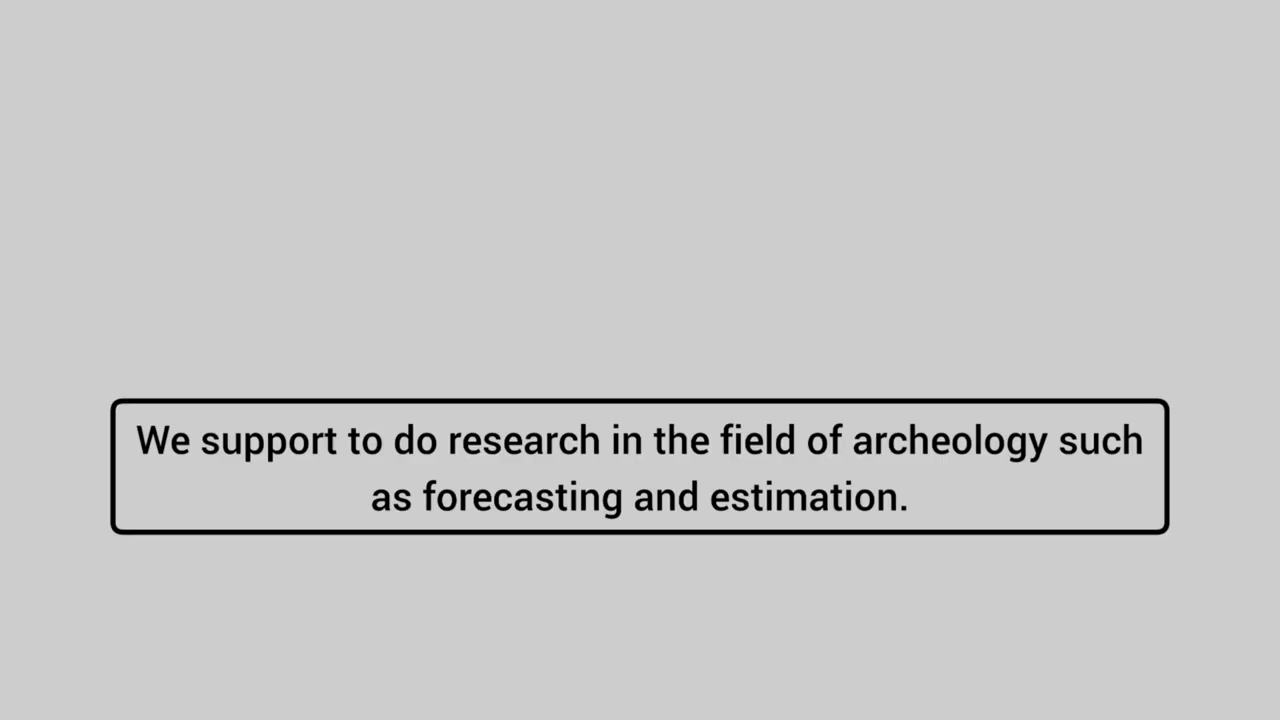 We support to do research in the field of archeology such
as forecasting and estimation.